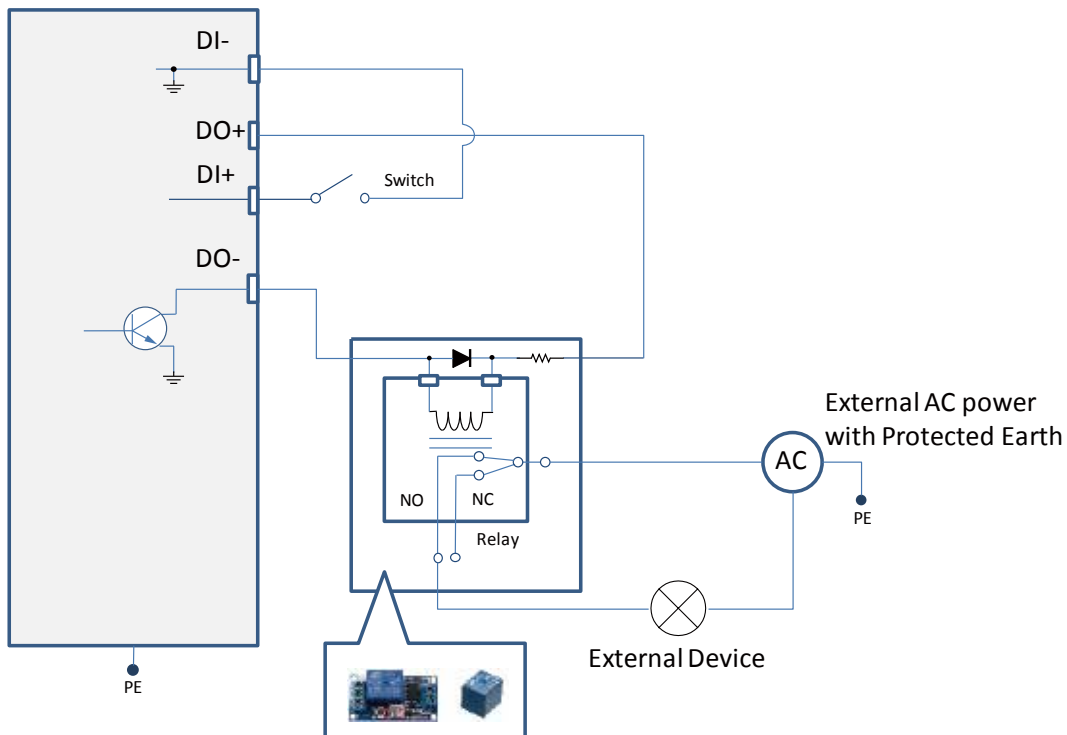 DI-
DO+
DI+
Switch
DO-
External AC power
with Protected Earth
AC
NO
NC
PE
Relay
External Device
PE